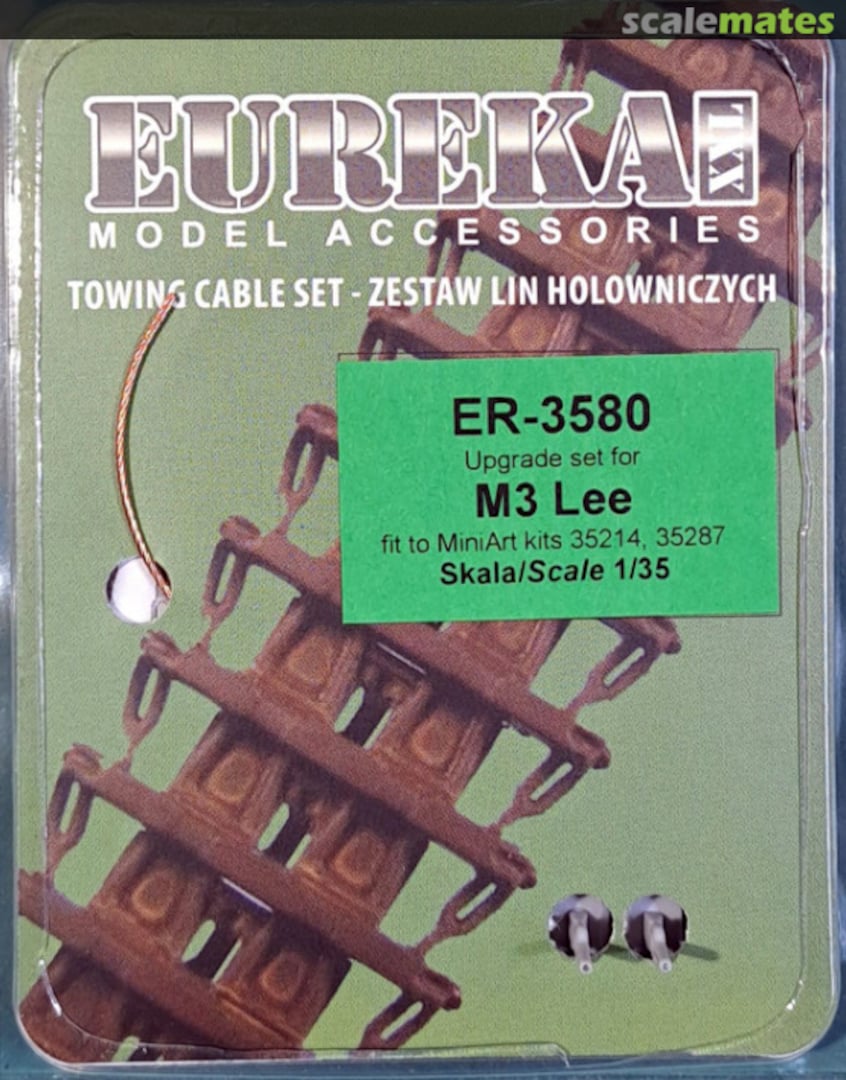 scalemates
EUREKA XXL
MODEL ACCESSORIES
TOWING CABLE SET - ZESTAW LIN HOLOWNICZYCH
ER-3580
Upgrade set for
M3 Lee
fit to MiniArt kits 35214, 35287
Skala/Scale 1/35